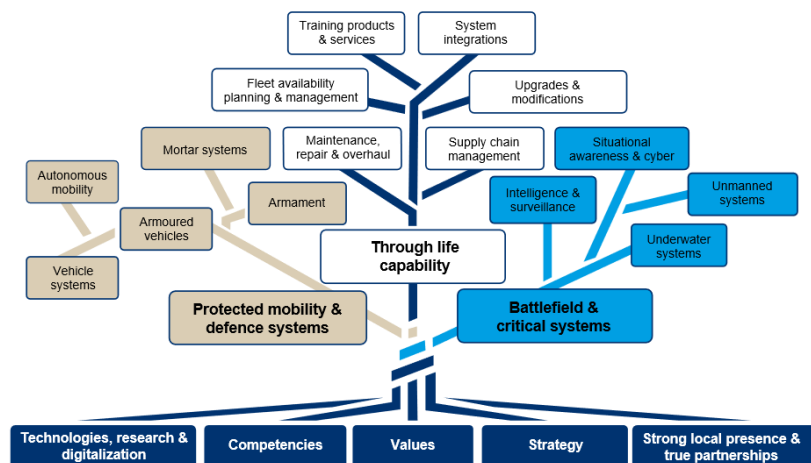 Training products
& services
System
integrations
Fleet availability
planning & management
Upgrades &
modifications
Mortar systems
Maintenance,
repair & overhaul
Supply chain
management
Situational
awareness & cyber
Autonomous
mobility
Armament
Intelligence &
surveillance
Unmanned
systems
Armoured
vehicles
Vehicle
systems
Through life
capability
Underwater
systems
Protected mobility &
defence systems
Battlefield &
critical systems
Technologies, research &
digitalization
Competencies
Values
Strategy
Strong local presence &
true partnerships